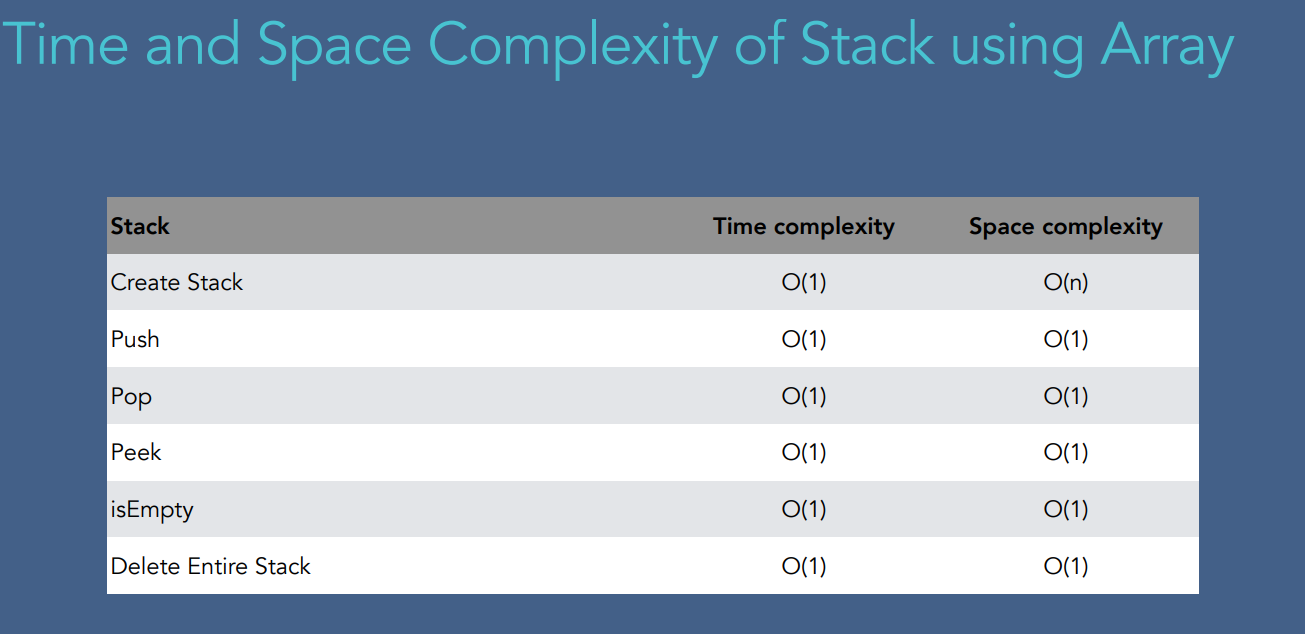 Time and Space Complexity of Stack using Array
Stack Time complexity Space complexity
Create Stack O(1) O(n)
Push O(1) O(1)
Pop O(1) O(1)
Peek O(1) O(1)
isEmpty O(1) O(1)
Delete Entire Stack O(1) O(1)